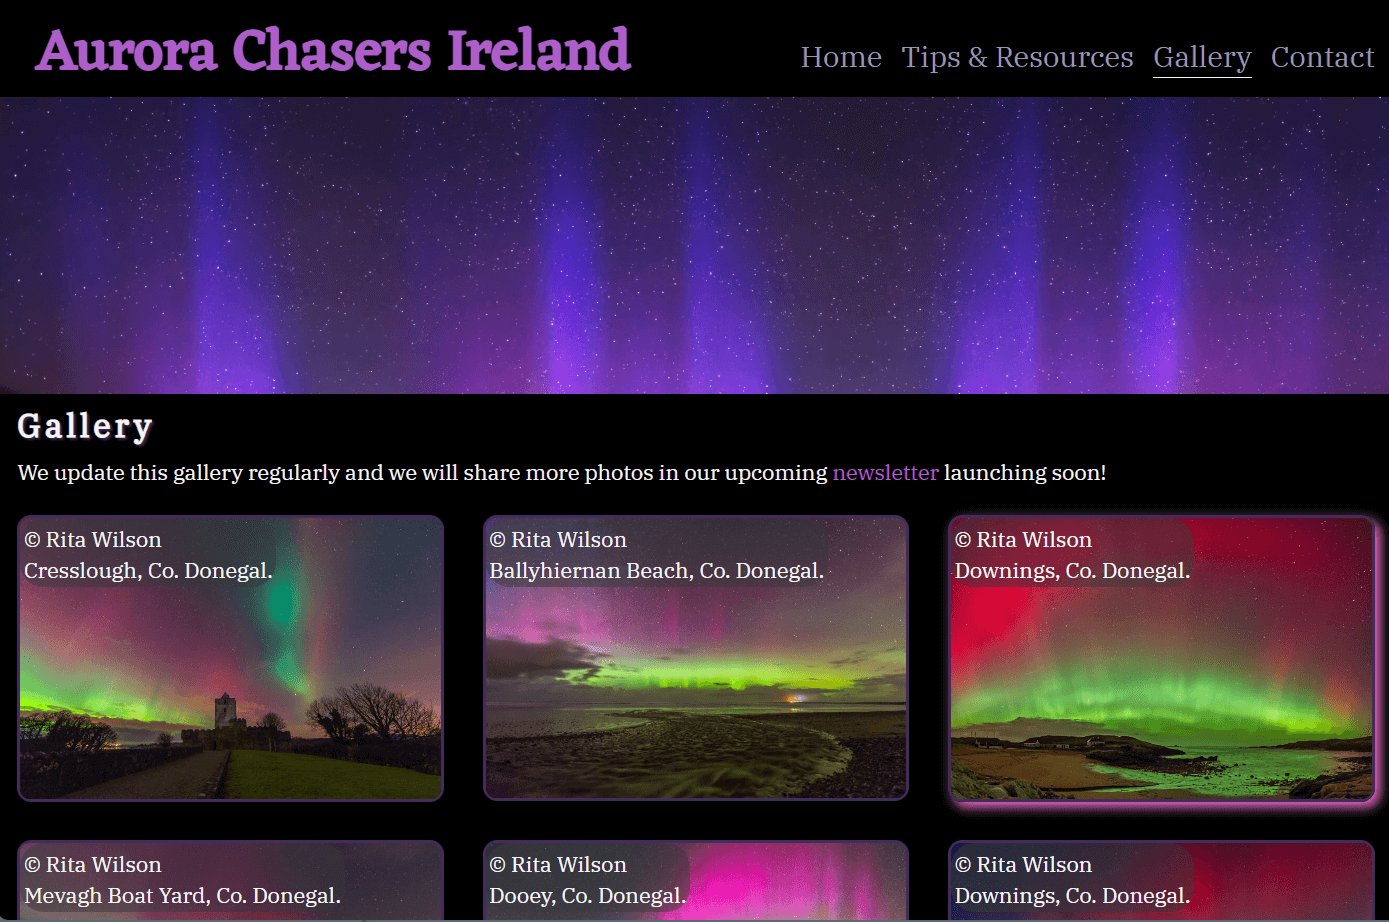 Aurora Chasers Ireland
Home Tips & Resources Gallery Contact
Gallery
We update this gallery regularly and we will share more photos in our upcoming newsletter launching soon!
© Rita Wilson
Cresslough, Co. Donegal.
© Rita Wilson
Ballyhiernan Beach, Co. Donegal.
© Rita Wilson
Downings, Co. Donegal.
© Rita Wilson
Mevagh Boat Yard, Co. Donegal.
© Rita Wilson
Dooey, Co. Donegal.
© Rita Wilson
Downings, Co. Donegal.